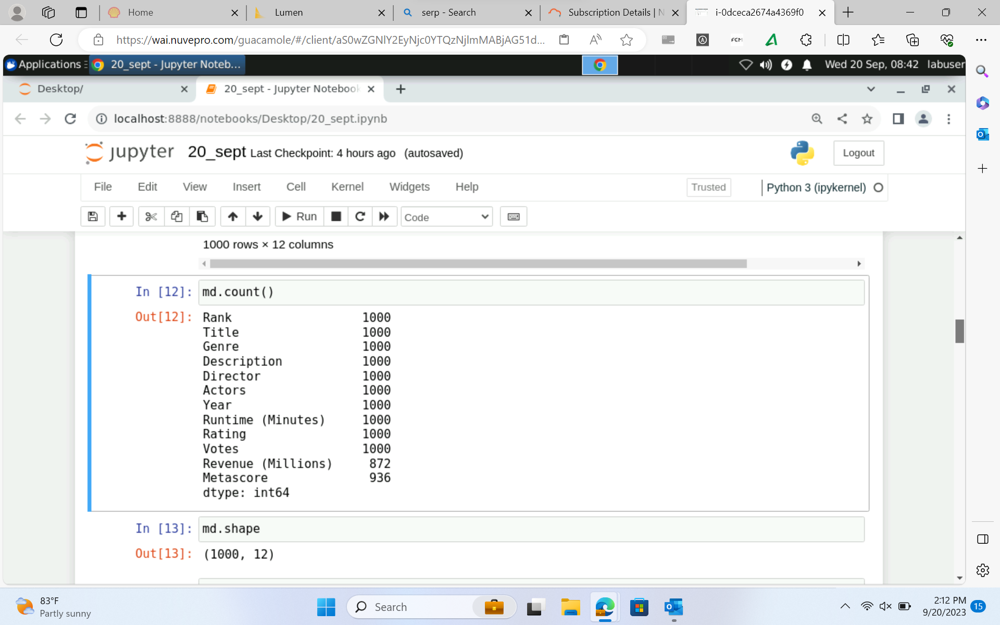 Home
Lumen
serp - Search
Subscription Details | N
i-0dceca2674a4369f0
https://wai.nuvepro.com/guacamole/#/client/aS0wZGNlY2EyNjc0YTQzNjlmMABjAG51d...
FCM
Applications
20_sept - Jupyter Noteb...
Wed 20 Sep, 08:42
labuser
Desktop/
20_sept - Jupyter Notebook
localhost:8888/notebooks/Desktop/20_sept.ipynb
jupyter
20_sept Last Checkpoint: 4 hours ago (autosaved)
Logout
File Edit View Insert Cell Kernel Widgets Help
Trusted
Python 3 (ipykernel)
Run
Code
1000 rows × 12 columns
In [12]: md.count()
Out[12]: Rank 1000
Title 1000
Genre 1000
Description 1000
Director 1000
Actors 1000
Year 1000
Runtime (Minutes) 1000
Rating 1000
Votes 1000
Revenue (Millions) 872
Metascore 936
dtype: int64
In [13]: md.shape
Out[13]: (1000, 12)
83°F
Partly sunny
Search
2:12 PM
9/20/2023
15